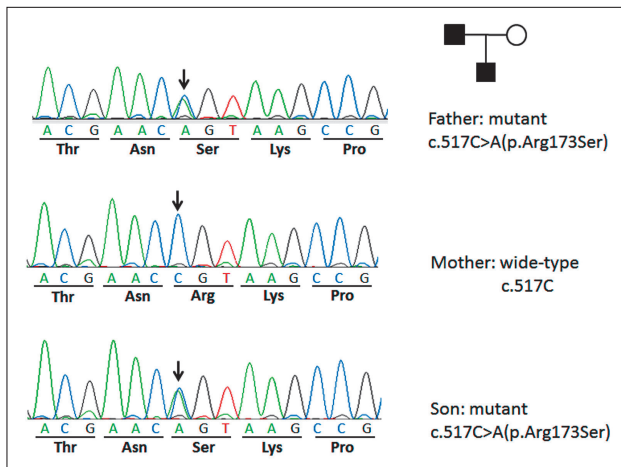 A C G A A C A G T A A G C C G
Thr Asn Ser Lys Pro
Father: mutant
c.517C>A(p.Arg173Ser)
A C G A A C C G T A A G C C G
Thr Asn Arg Lys Pro
Mother: wide-type
c.517C
A C G A A C A G T A A G C C G
Thr Asn Ser Lys Pro
Son: mutant
c.517C>A(p.Arg173Ser)